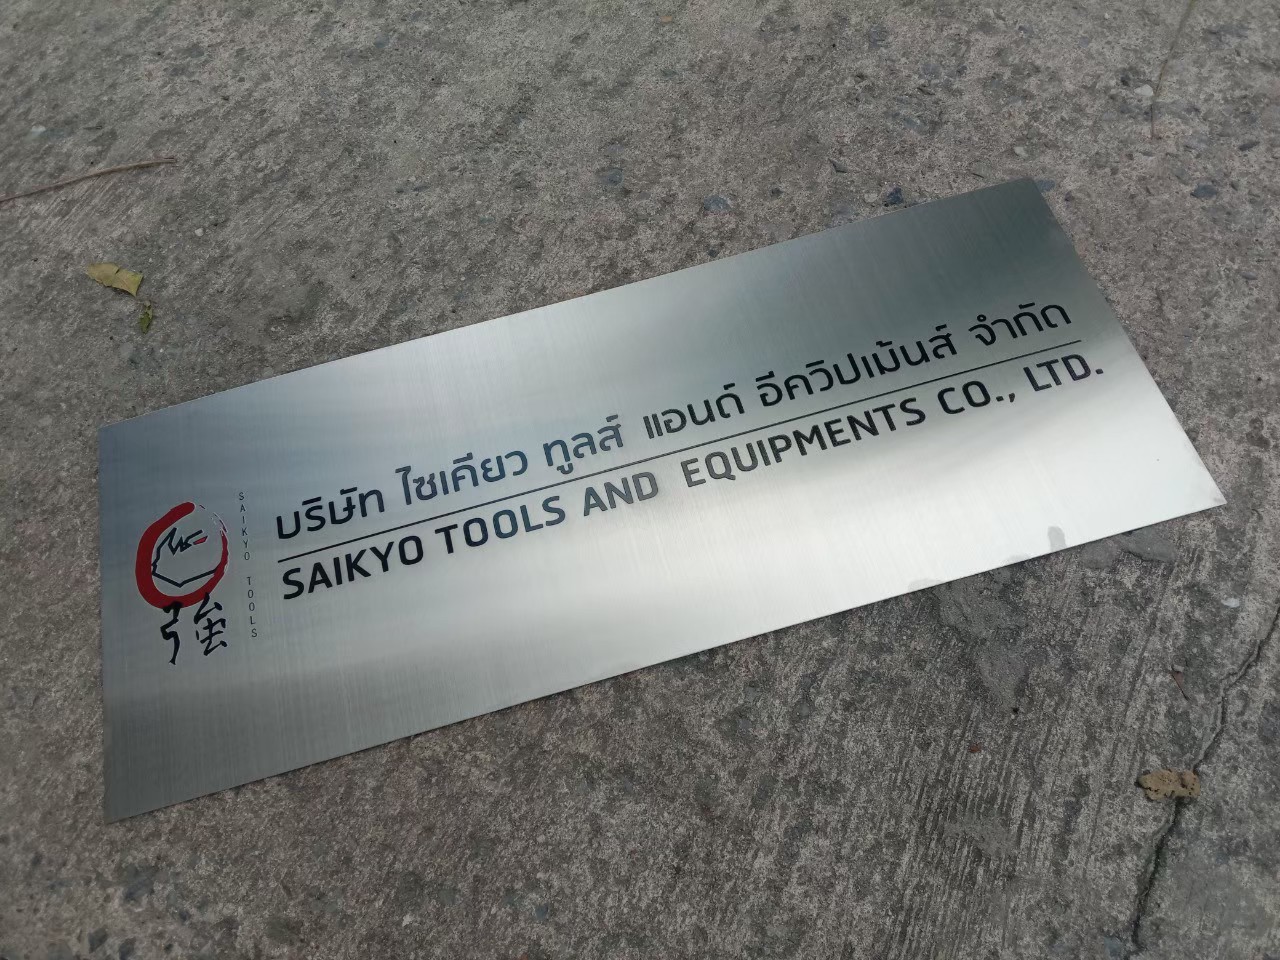 強
SAIKYO TOOLS
บริษัท ไซเคียว ทูลส์ แอนด์ อีควิปเม้นส์ จำกัด
SAIKYO TOOLS AND EQUIPMENTS CO., LTD.